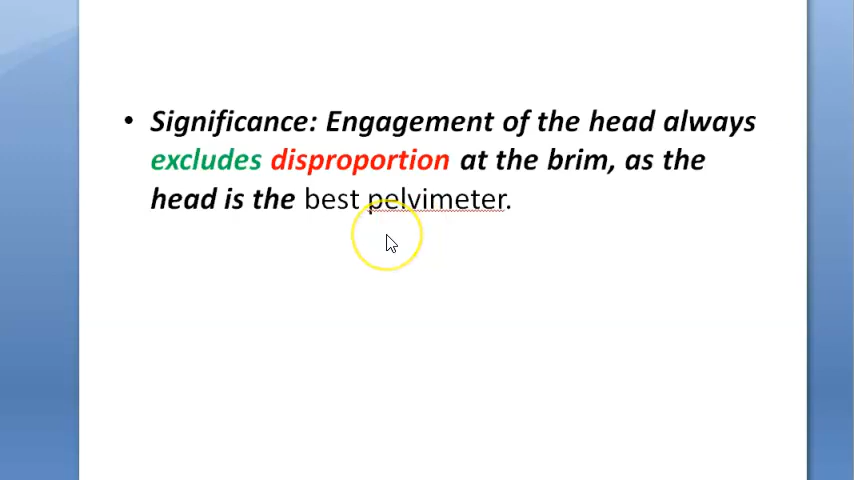 • Significance: Engagement of the head always
excludes disproportion at the brim, as the
head is the best pelvimeter.